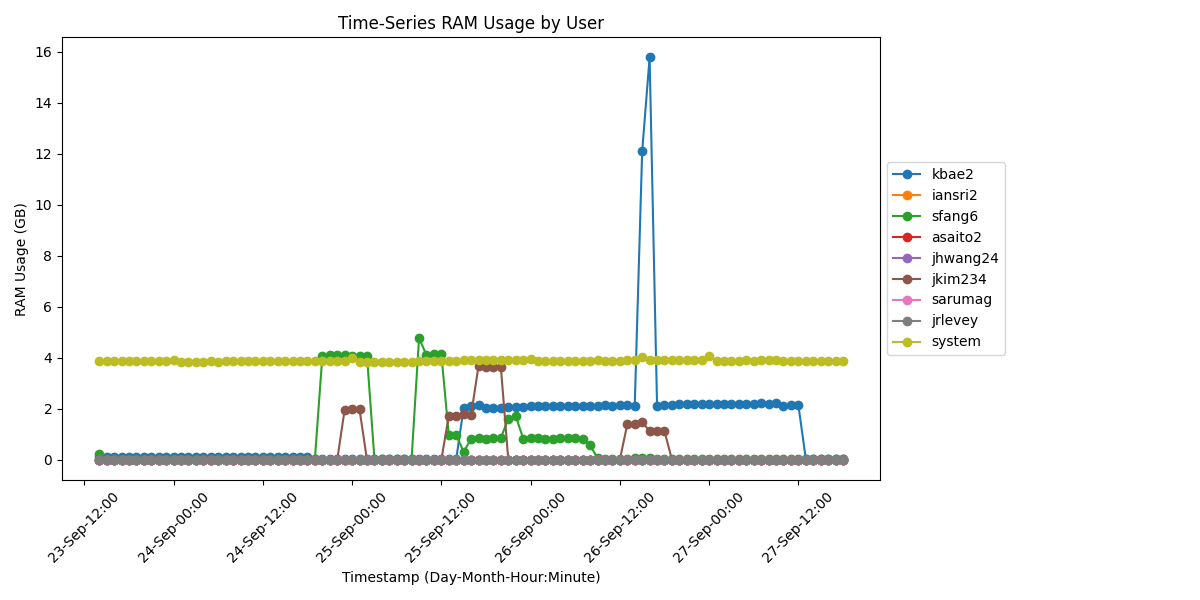 Time-Series RAM Usage by User
RAM Usage (GB)
16
14
12
10
8
6
4
2
0
23-Sep-12:00
24-Sep-00:00
24-Sep-12:00
25-Sep-00:00
25-Sep-12:00
26-Sep-00:00
26-Sep-12:00
27-Sep-00:00
27-Sep-12:00
Timestamp (Day-Month-Hour:Minute)
kbae2
iansri2
sfang6
asaito2
jhwang24
jkim234
sarumag
jrlevey
system